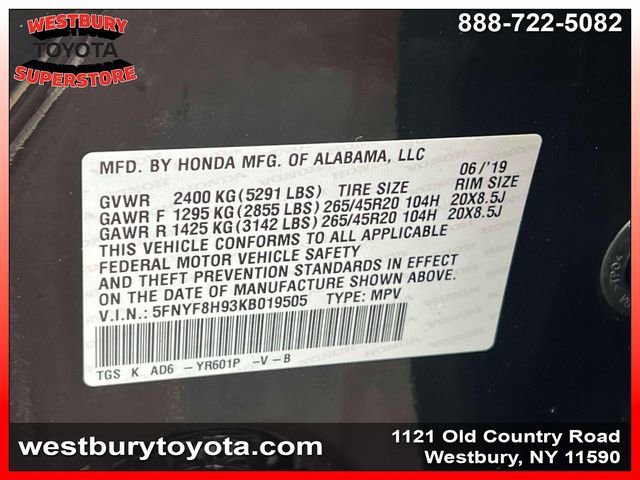 WESTBURY
TOYOTA
SUPERSTORE
888-722-5082
MFD. BY HONDA MFG. OF ALABAMA, LLC 06/'19
GVWR 2400 KG(5291 LBS) TIRE SIZE RIM SIZE
GAWR F 1295 KG(2855 LBS) 265/45R20 104H 20X8.5J
GAWR R 1425 KG(3142 LBS) 265/45R20 104H 20X8.5J
THIS VEHICLE CONFORMS TO ALL APPLICABLE
FEDERAL MOTOR VEHICLE SAFETY
AND THEFT PREVENTION STANDARDS IN EFFECT
ON THE DATE OF MANUFACTURE SHOWN ABOVE.
V.I.N.: 5FNYF8H93KB019505 TYPE: MPV
TGS K AD6 -YR601P -V-B
westburytoyota.com
1121 Old Country Road
Westbury, NY 11590